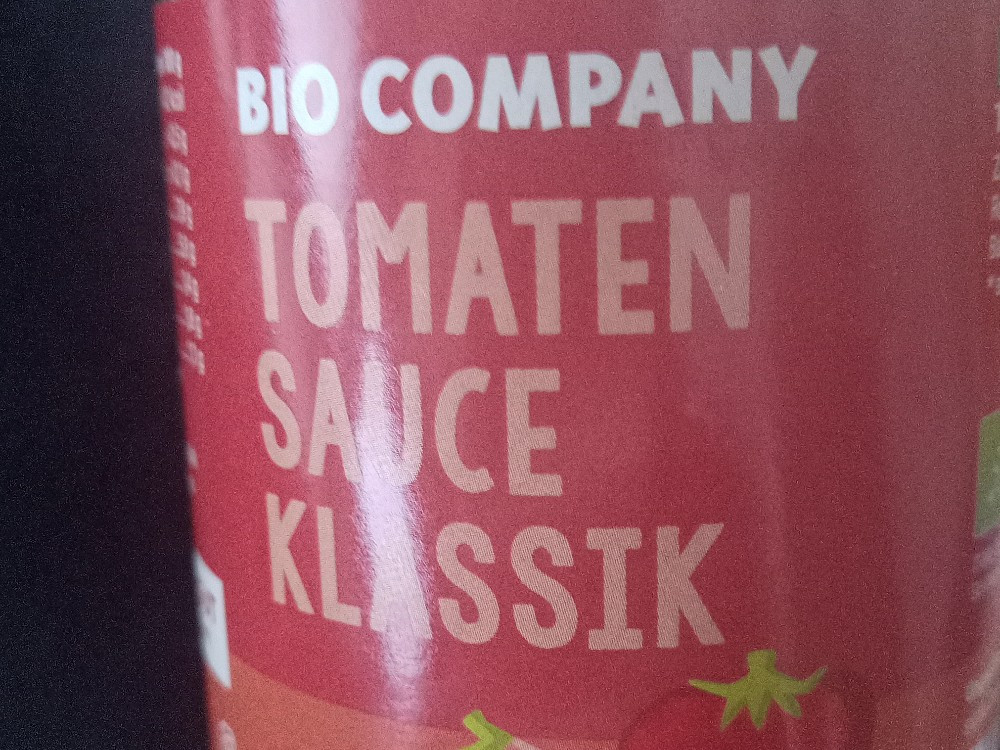 BIO COMPANY
TOMATEN
SAUCE
KLASSIK